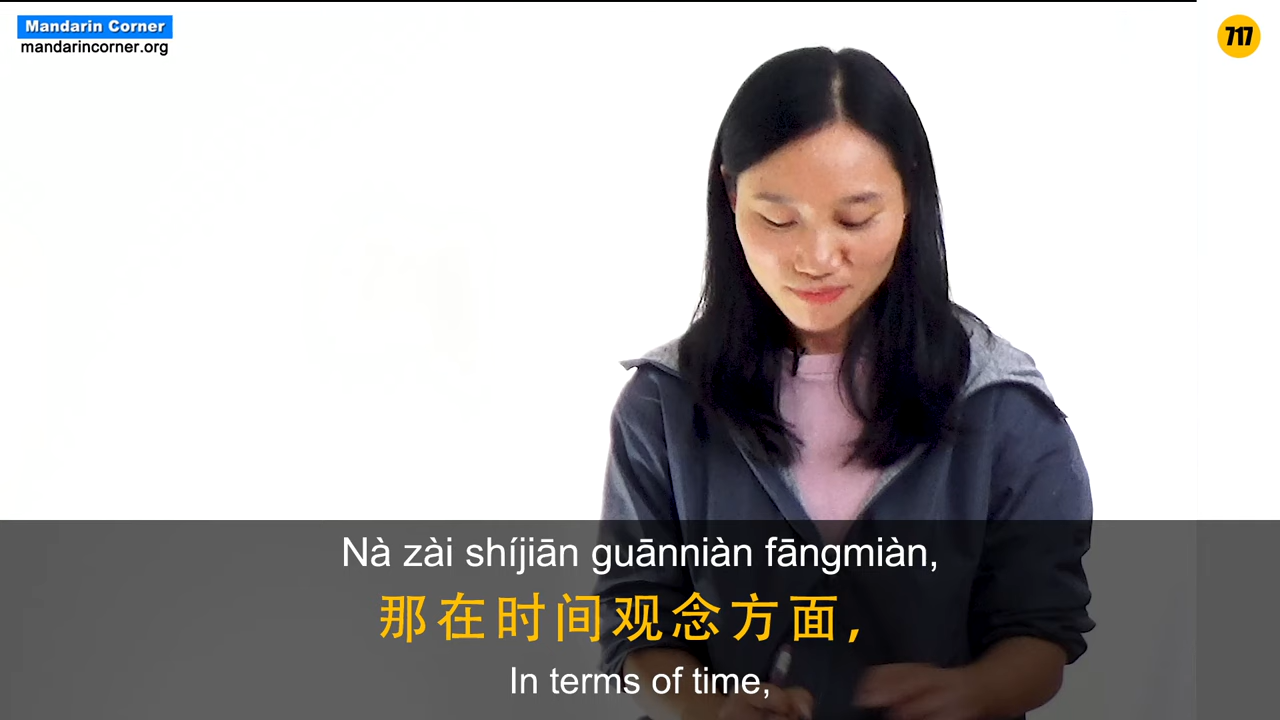 Mandarin Corner
mandarincorner.org
717
Nà zài shíjiān guānniàn fāngmiàn,
那在时间观念方面，
In terms of time,